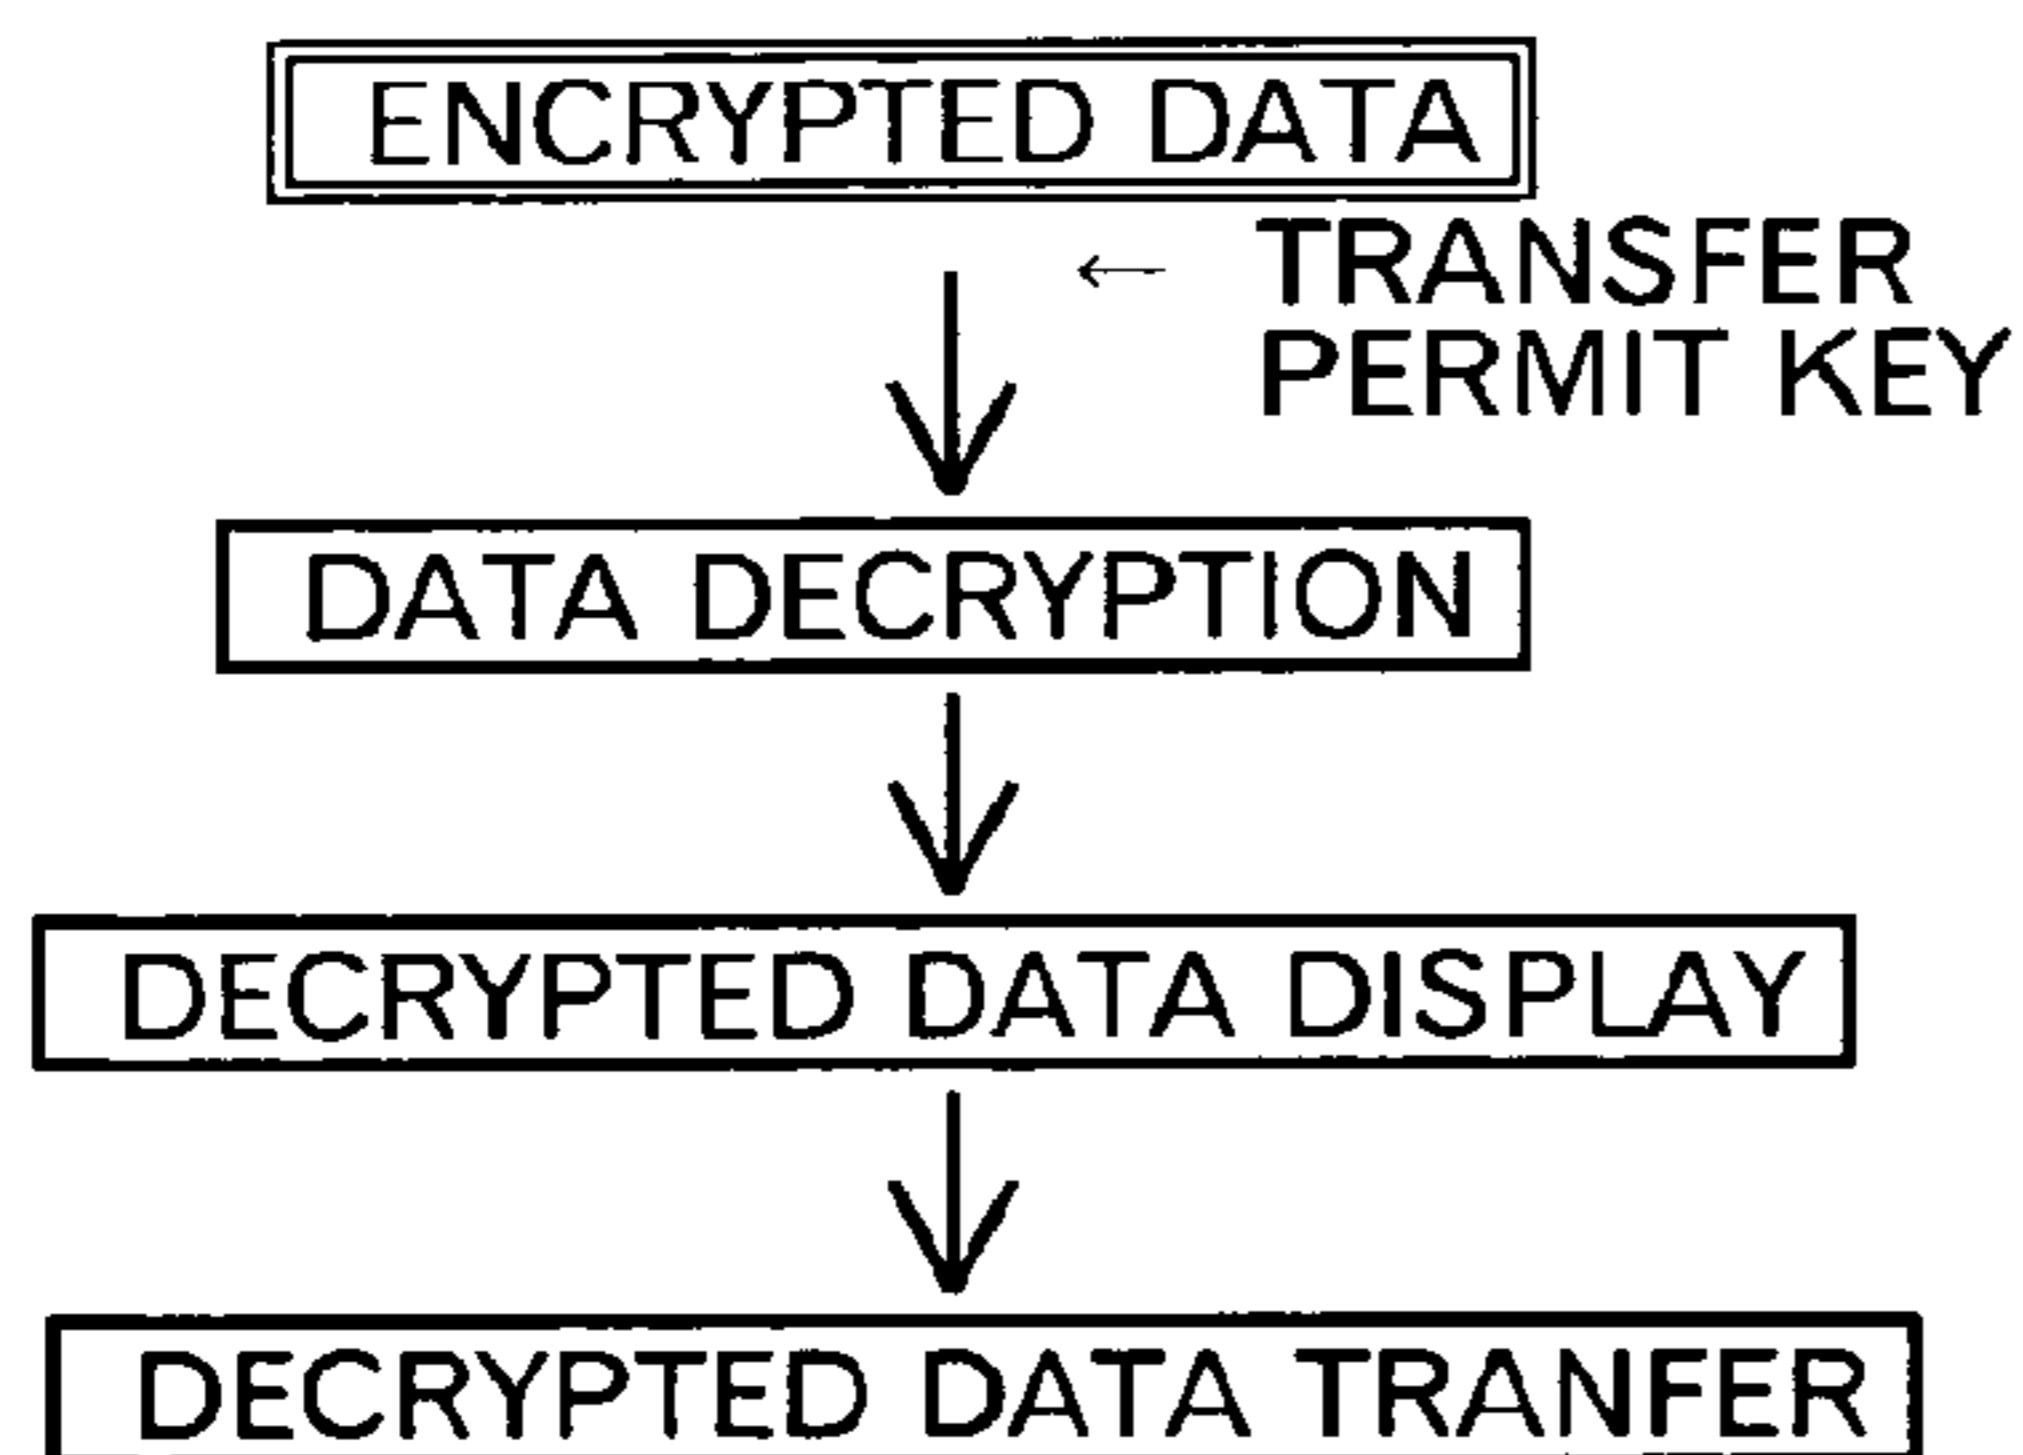 ENCRYPTED DATA
← TRANSFER
PERMIT KEY
DATA DECRYPTION
DECRYPTED DATA DISPLAY
DECRYPTED DATA TRANFER